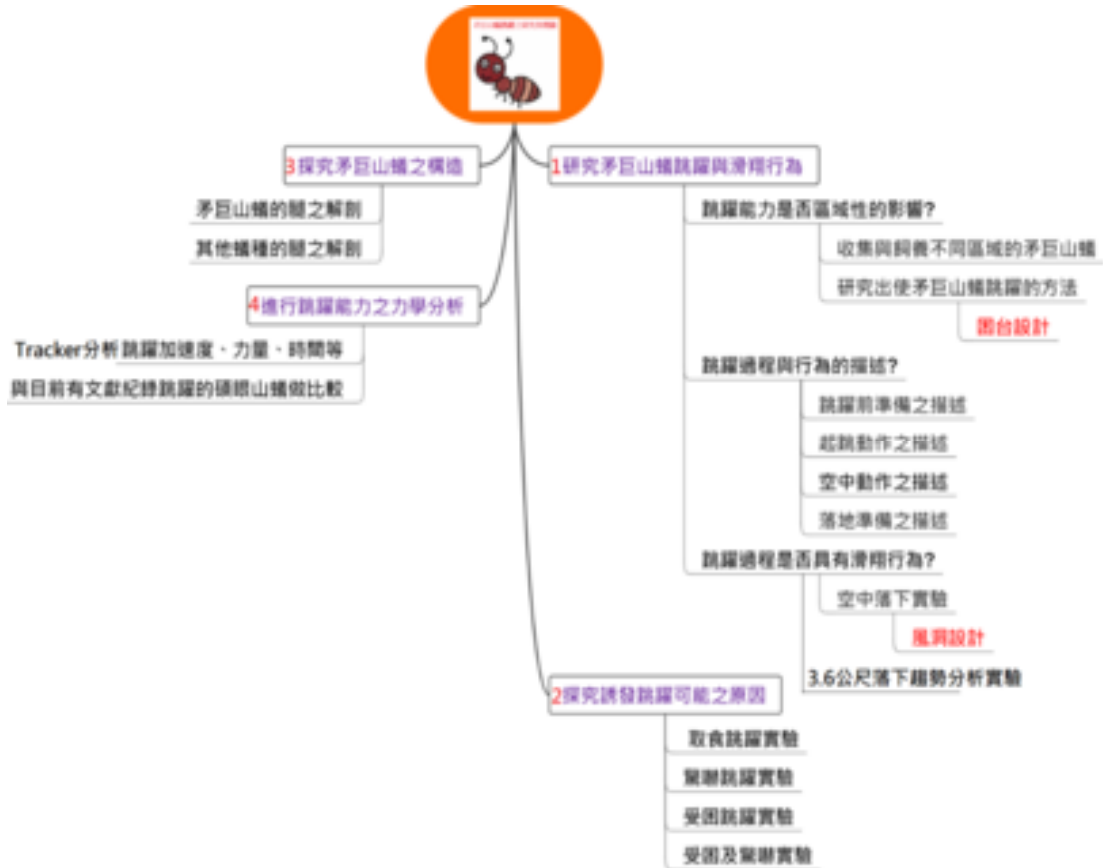 1研究矛巨山蟻跳躍與滑翔行為
跳躍能力是否區域性的影響?
收集與飼養不同區域的矛巨山蟻
研究出使矛巨山蟻跳躍的方法
困台設計
跳躍過程與行為的描述?
跳躍前準備之描述
起跳動作之描述
空中動作之描述
落地準備之描述
跳躍過程是否具有滑翔行為?
空中落下實驗
風洞設計
3.6公尺落下趨勢分析實驗
2探究誘發跳躍可能之原因
取食跳躍實驗
驚嚇跳躍實驗
受困跳躍實驗
受困及驚嚇實驗
3探究矛巨山蟻之構造
矛巨山蟻的腿之解剖
其他蟻種的腿之解剖
4進行跳躍能力之力學分析
Tracker分析跳躍加速度、力量、時間等
與目前有文獻紀錄跳躍的碩眼山蟻做比較